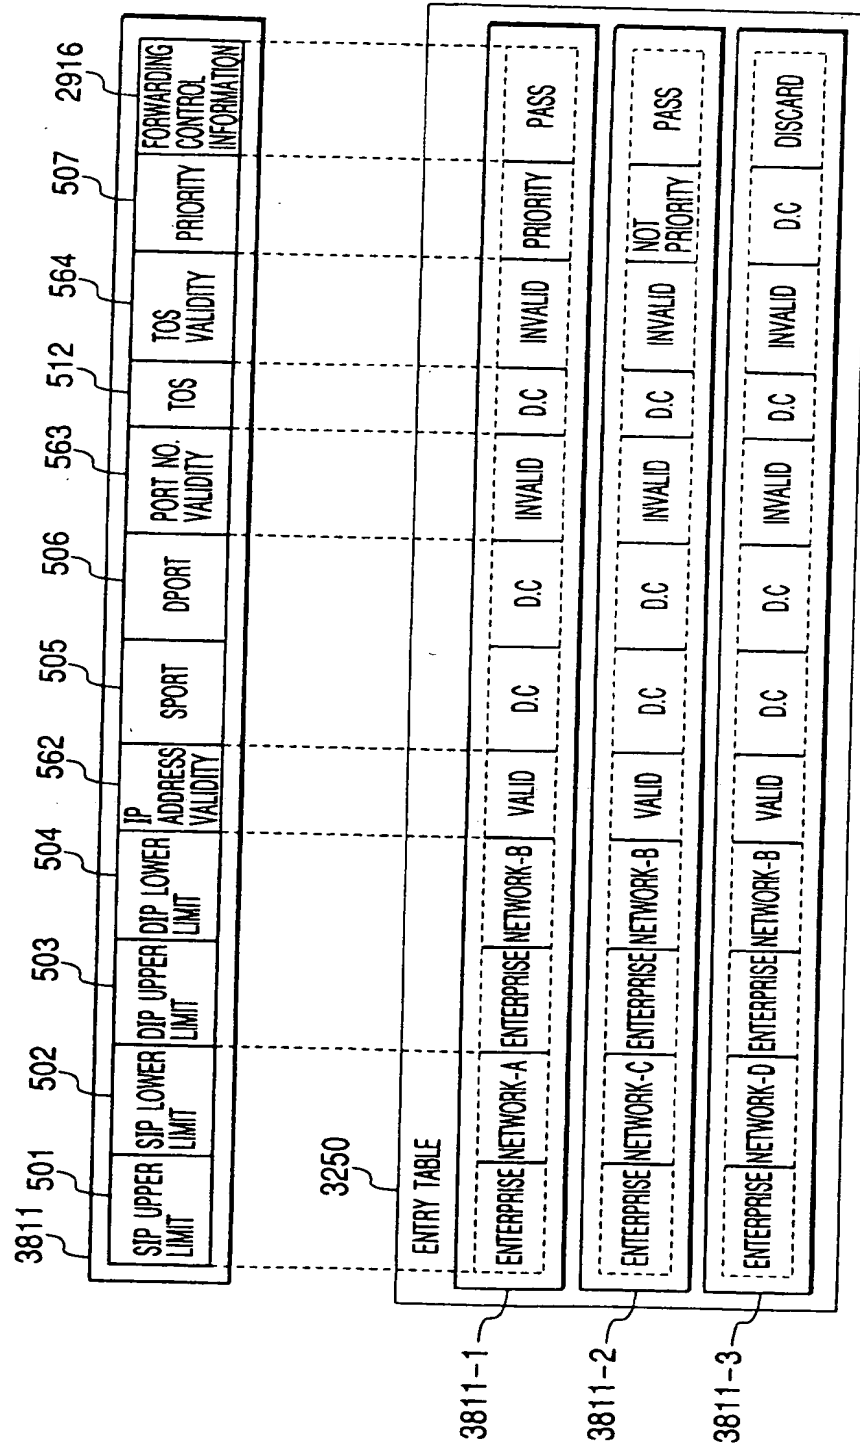 3811
501
502
503
504
562
505
506
563
512
564
507
2916
SIP UPPER
LIMIT
SIP LOWER
LIMIT
DIP UPPER
LIMIT
DIP LOWER
LIMIT
IP
ADDRESS
VALIDITY
SPORT
DPORT
PORT NO.
VALIDITY
TOS
TOS
VALIDITY
PRIORITY
FORWARDING
CONTROL
INFORMATION
3250
ENTRY TABLE
3811-1
ENTERPRISE NETWORK-A ENTERPRISE NETWORK-B VALID D.C D.C INVALID D.C INVALID PRIORITY PASS
3811-2
ENTERPRISE NETWORK-C ENTERPRISE NETWORK-B VALID D.C D.C INVALID D.C INVALID NOT
PRIORITY PASS
3811-3
ENTERPRISE NETWORK-D ENTERPRISE NETWORK-B VALID D.C D.C INVALID D.C INVALID D.C DISCARD